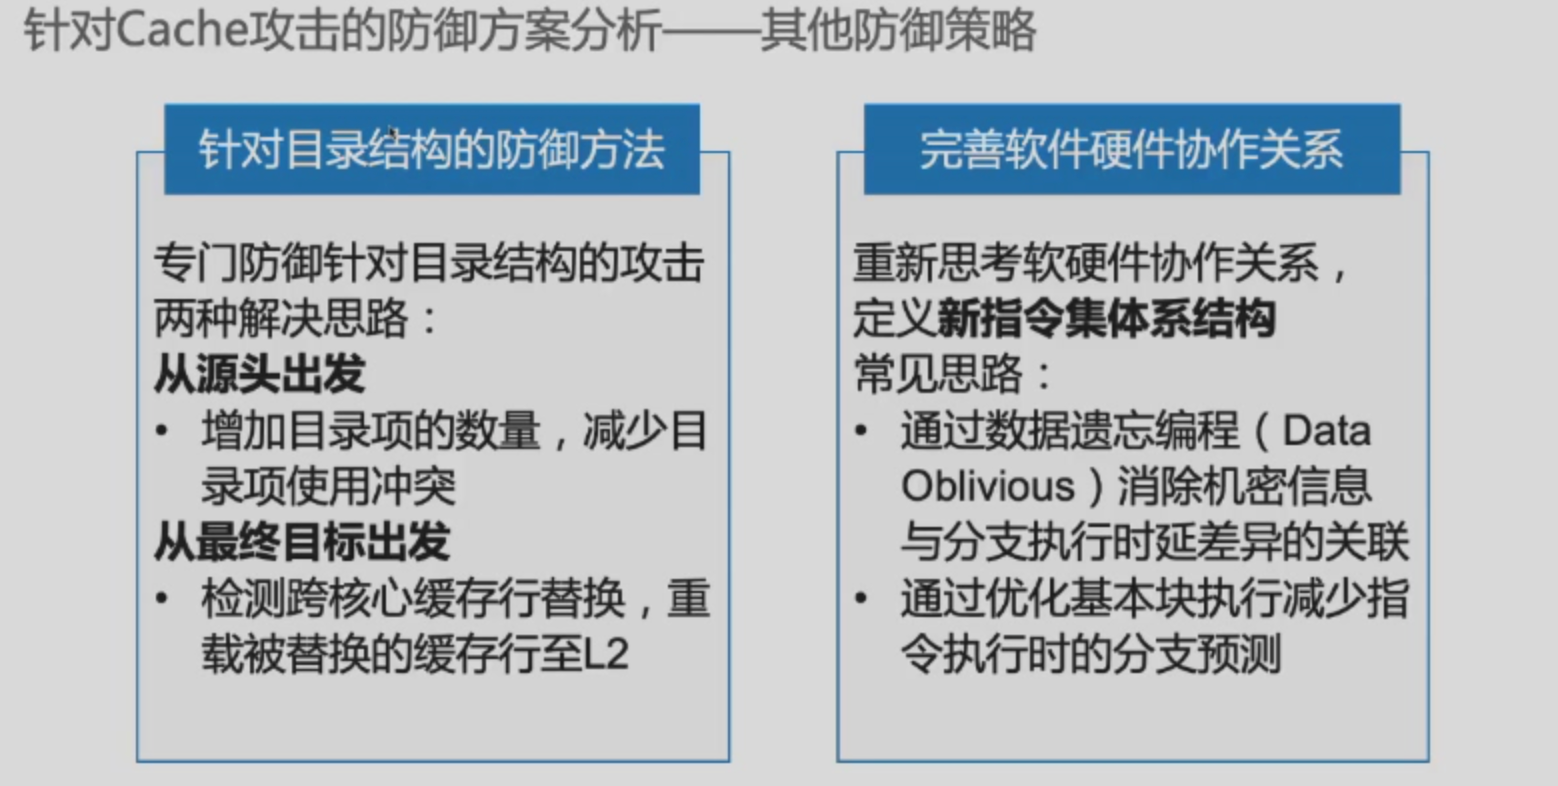 针对Cache攻击的防御方案分析——其他防御策略
针对目录结构的防御方法
专门防御针对目录结构的攻击
两种解决思路：
从源头出发
• 增加目录项的数量，减少目
录项使用冲突
从最终目标出发
• 检测跨核心缓存行替换，重
载被替换的缓存行至L2
完善软件硬件协作关系
重新思考软硬件协作关系，
定义新指令集体系结构
常见思路：
• 通过数据遗忘编程（Data
Oblivious）消除机密信息
与分支执行时延差异的关联
• 通过优化基本块执行减少指
令执行时的分支预测